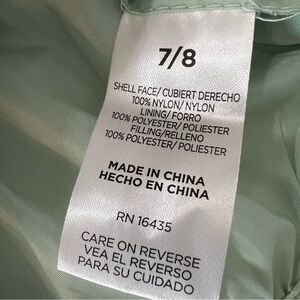 7/8
SHELL FACE/ CUBIERT DERECHO
100% NYLON/ NYLON
LINING/ FORRO
100% POLYESTER/ POLIESTER
FILLING/RELLENO
100% POLYESTER/ POLIESTER
MADE IN CHINA
HECHO EN CHINA
RN 16435
CARE ON REVERSE
VEA EL REVERSO
PARA SU CUIDADO